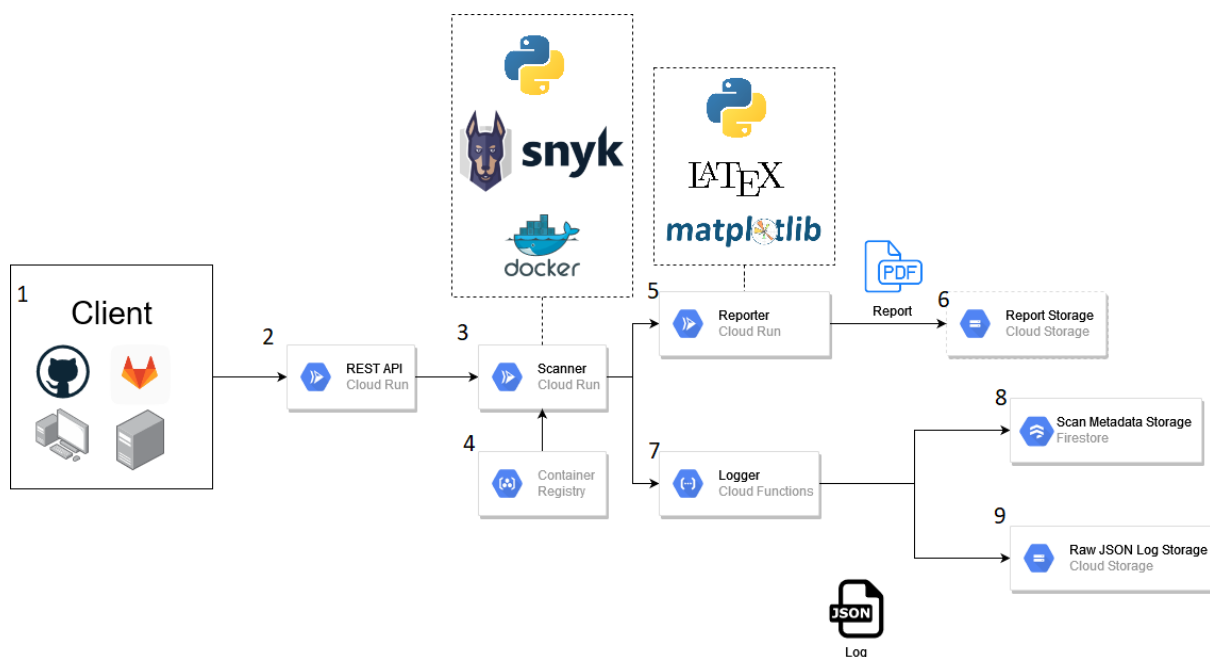 snyk
docker
LATEX
matplotlib
1
Client
2
REST API
Cloud Run
3
Scanner
Cloud Run
4
Container
Registry
5
Reporter
Cloud Run
PDF
Report
6
Report Storage
Cloud Storage
7
Logger
Cloud Functions
8
Scan Metadata Storage
Firestore
9
Raw JSON Log Storage
Cloud Storage
JSON
Log